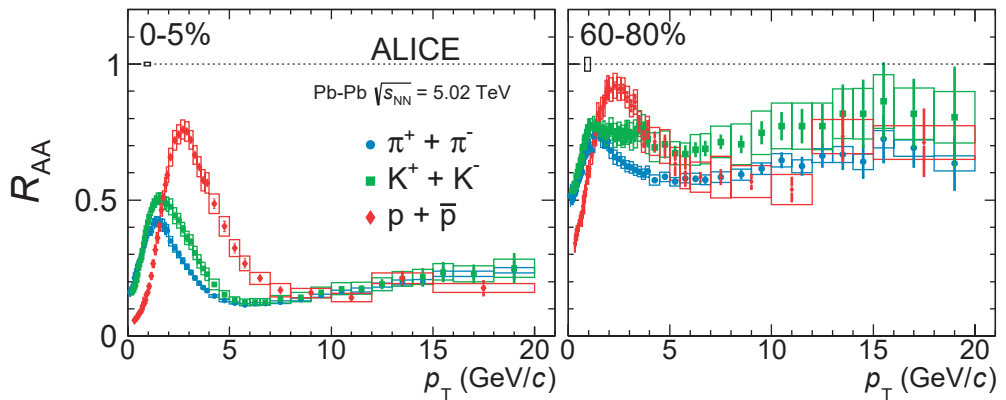 0-5%
ALICE
Pb-Pb √sNN = 5.02 TeV
π+ + π-
K+ + K-
p + p̄
RAA
1
0.5
0
0 5 10 15 20
pT (GeV/c)
60-80%
0 5 10 15 20
pT (GeV/c)